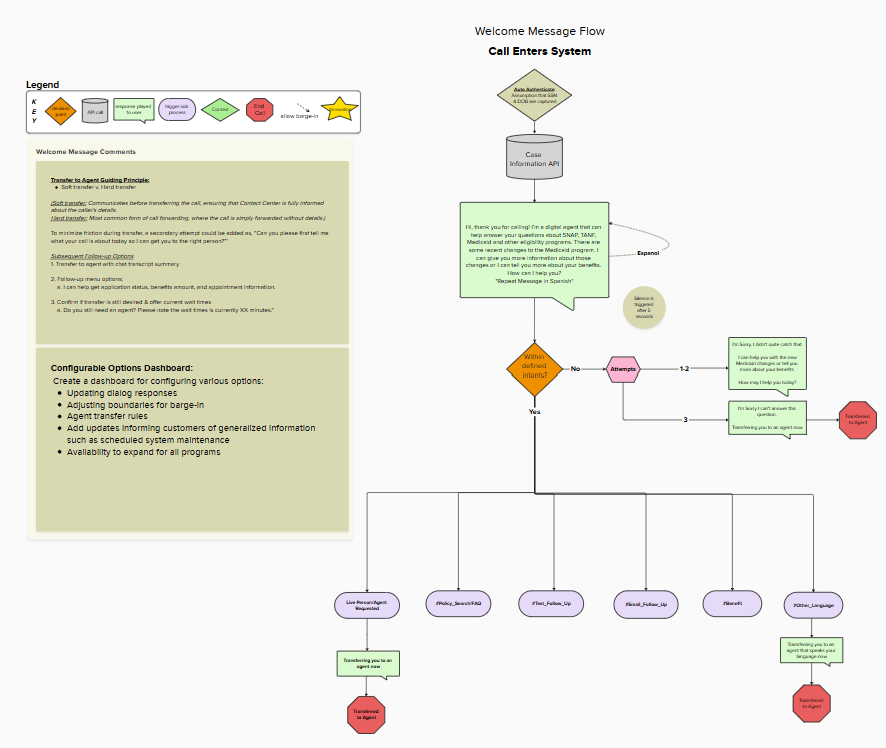 Welcome Message Flow
Call Enters System
Legend
K
E
Y
decision
point
API call
response played
to user
trigger sub
process
Context
End
Call
allow barge-in
Innovation
Welcome Message Comments
Transfer to Agent Guiding Principle:
• Soft transfer v. Hard transfer
(Soft transfer: Communicates before transferring the call, ensuring that Contact Center is fully informed
about the caller's details.
Hard transfer: Most common form of call forwarding, where the call is simply forwarded without details.)
To minimize friction during transfer, a secondary attempt could be added as, "Can you please first tell me
what your call is about today so I can get you to the right person?"
Subsequent Follow-up Options
1. Transfer to agent with chat transcript summary
2. Follow-up menu options:
a. I can help get application status, benefits amount, and appointment information.
3. Confirm if transfer is still desired & offer current wait times
a. Do you still need an agent? Please note the wait times is currently XX minutes."
Configurable Options Dashboard:
Create a dashboard for configuring various options:
• Updating dialog responses
• Adjusting boundaries for barge-in
• Agent transfer rules
• Add updates informing customers of generalized information
such as scheduled system maintenance
• Availability to expand for all programs
Auto Authenticate
Assumption that SSN
& DOB are captured
Case
Information API
Hi, thank you for calling! I'm a digital agent that can
help answer your questions about SNAP, TANF,
Medicaid and other eligibility programs. There are
some recent changes to the Medicaid program. I
can give you more information about those
changes or I can tell you more about your benefits.
How can I help you?
"Repeat Message in Spanish"
Espanol
Silence is
triggered
after 5
seconds
Within
defined
intents?
No
Attempts
1-2
I'm Sorry, I didn't quite catch that.
I can help you with the new
Medicaid changes or tell you
more about your benefits
How may I help you today?
3
I'm Sorry I can't answer this
question.
Transferring you to an agent now.
Transferred
to Agent
Yes
Live Person/Agent
Requested
#Policy_Search/FAQ
#Text_Follow_Up
#Email_Follow_Up
#Benefit
#Other_Language
Transferring you to an
agent now
Transferred
to Agent
Transferring you to an
agent that speaks your
language now.
Transferred
to Agent